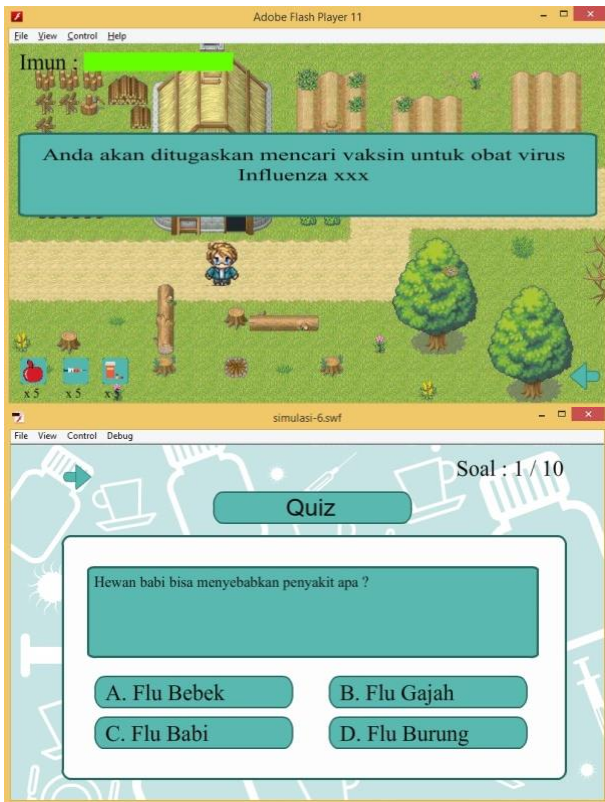 Adobe Flash Player 11
File View Control Help
Imun :
Anda akan ditugaskan mencari vaksin untuk obat virus
Influenza xxx
x 5 x 5 x 5
simulasi-6.swf
File View Control Debug
Soal : 1 / 10
Quiz
Hewan babi bisa menyebabkan penyakit apa ?
A. Flu Bebek B. Flu Gajah
C. Flu Babi D. Flu Burung